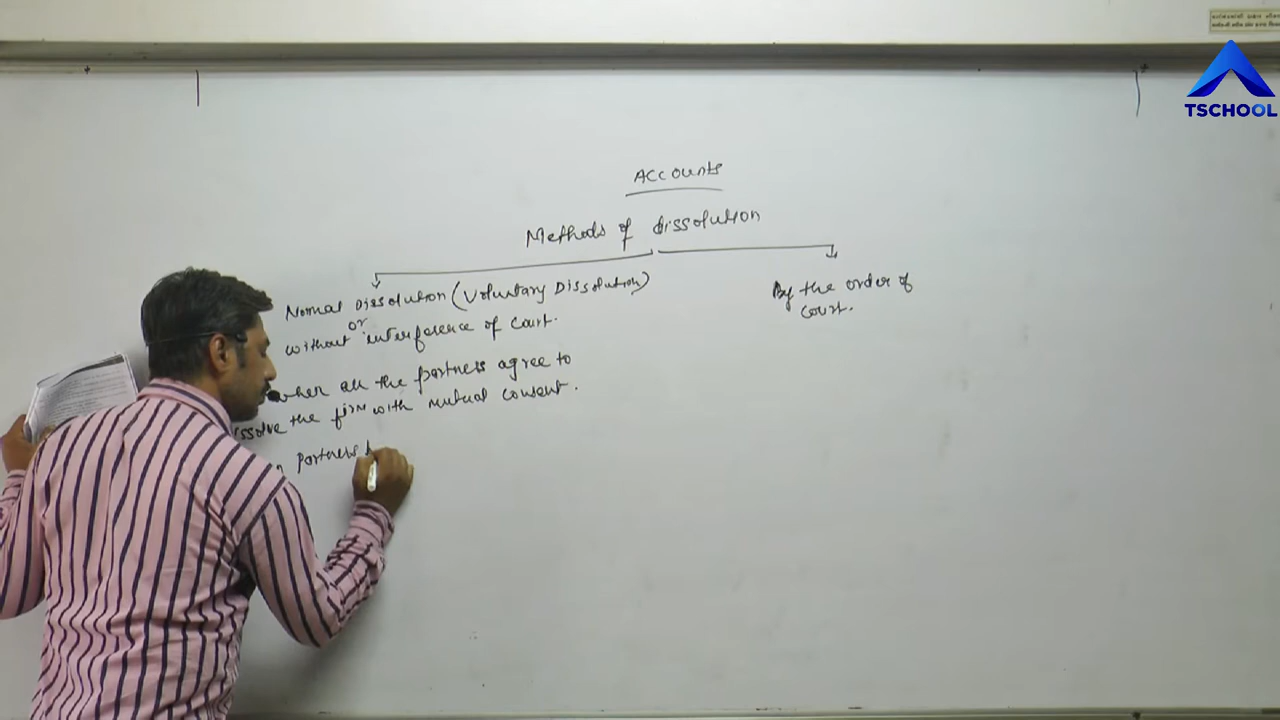 TSCHOOL
Accounts
Methods of dissolution
Normal Dissolution (Voluntary Dissolution)
or
without interference of court.
By the order of
court.
when all the partners agree to
ssolve the firm with mutual consent.
partners